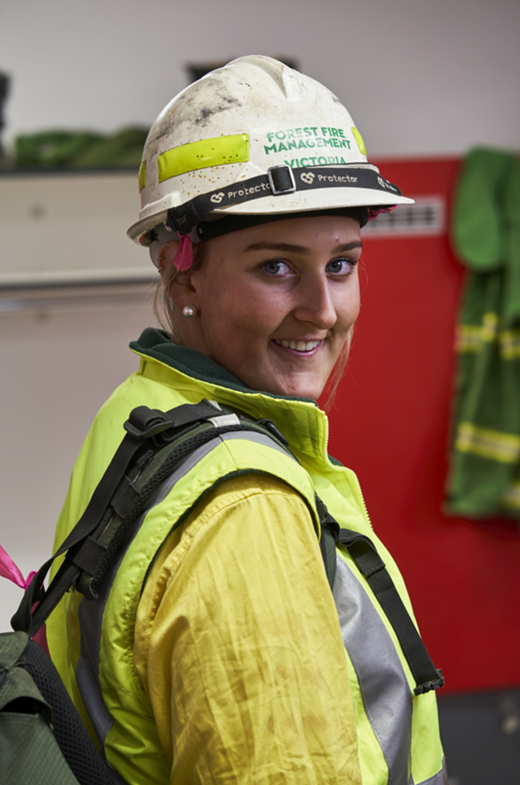 FOREST FIRE
MANAGEMENT
VICTORIA
Protector
Protector